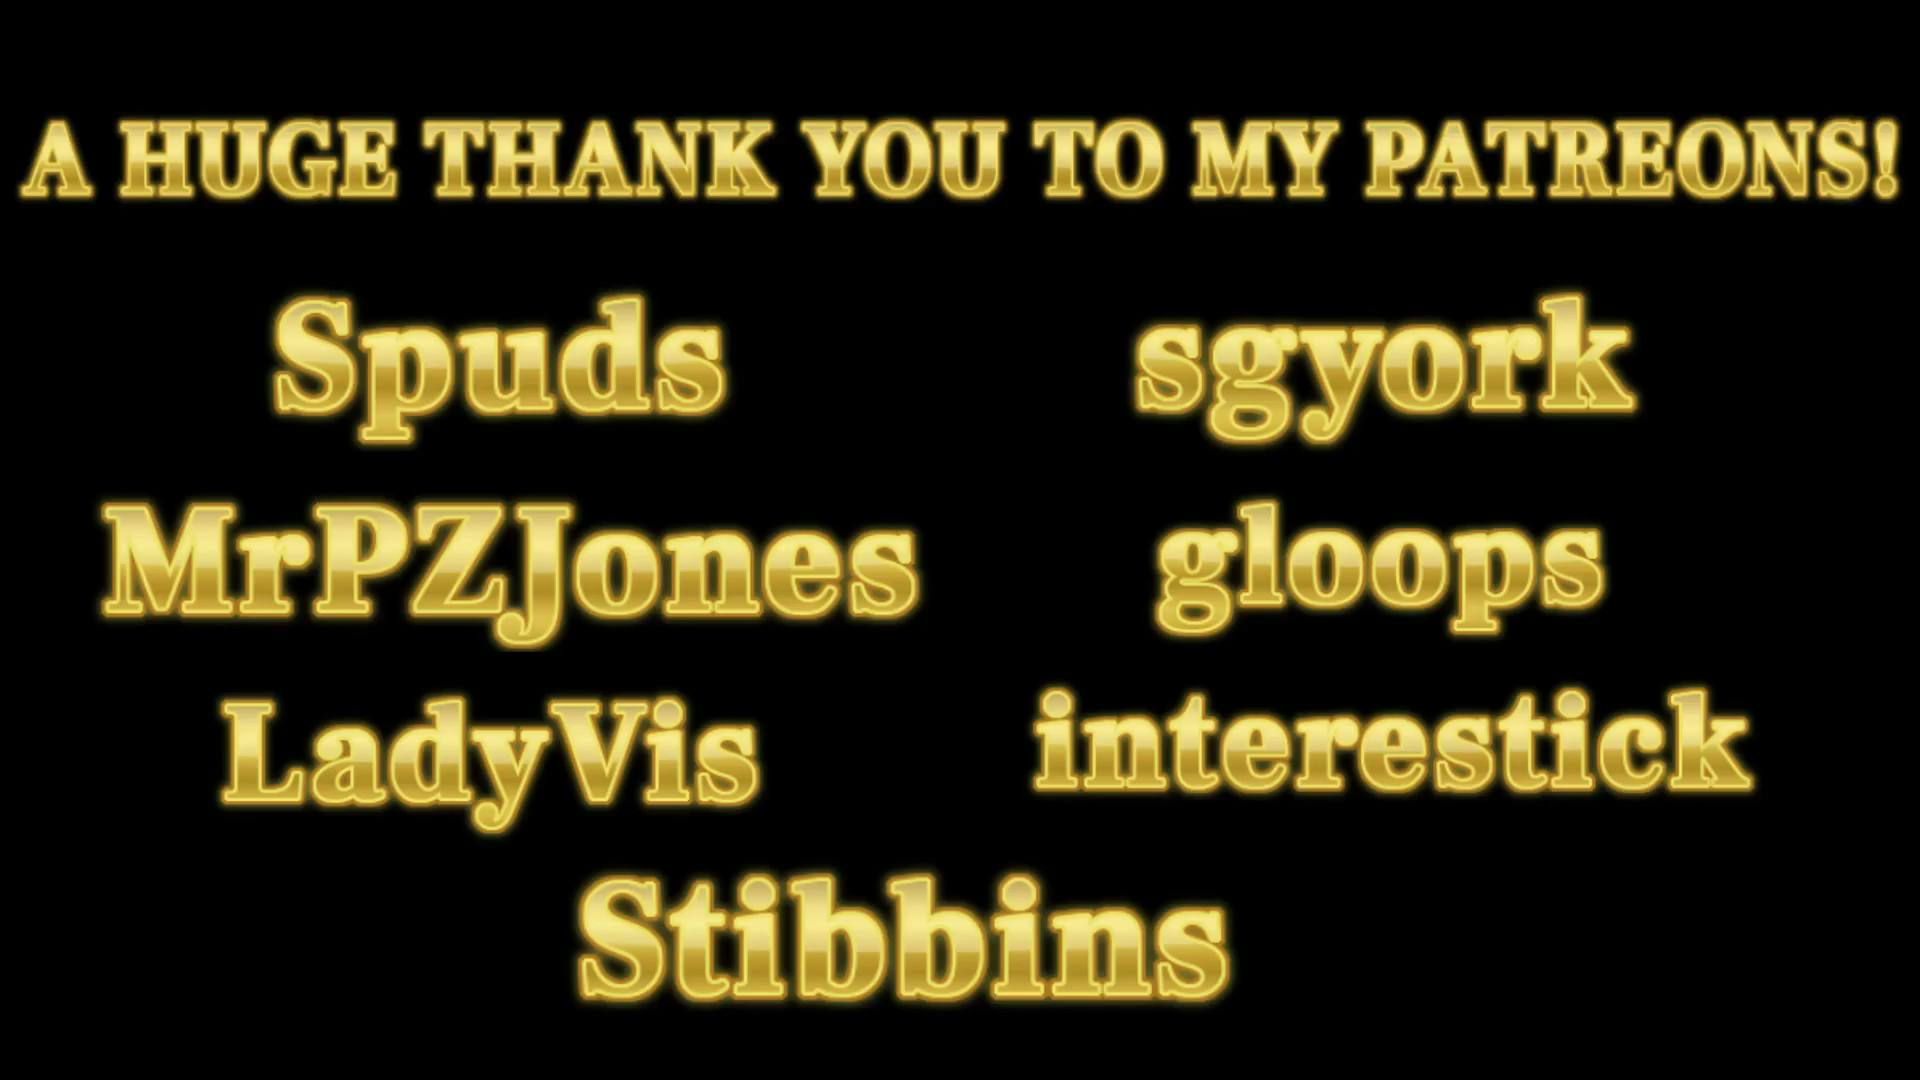 A HUGE THANK YOU TO MY PATREONS!
Spuds
sgyork
MrPZJones
gloops
LadyVis
interestick
Stibbins